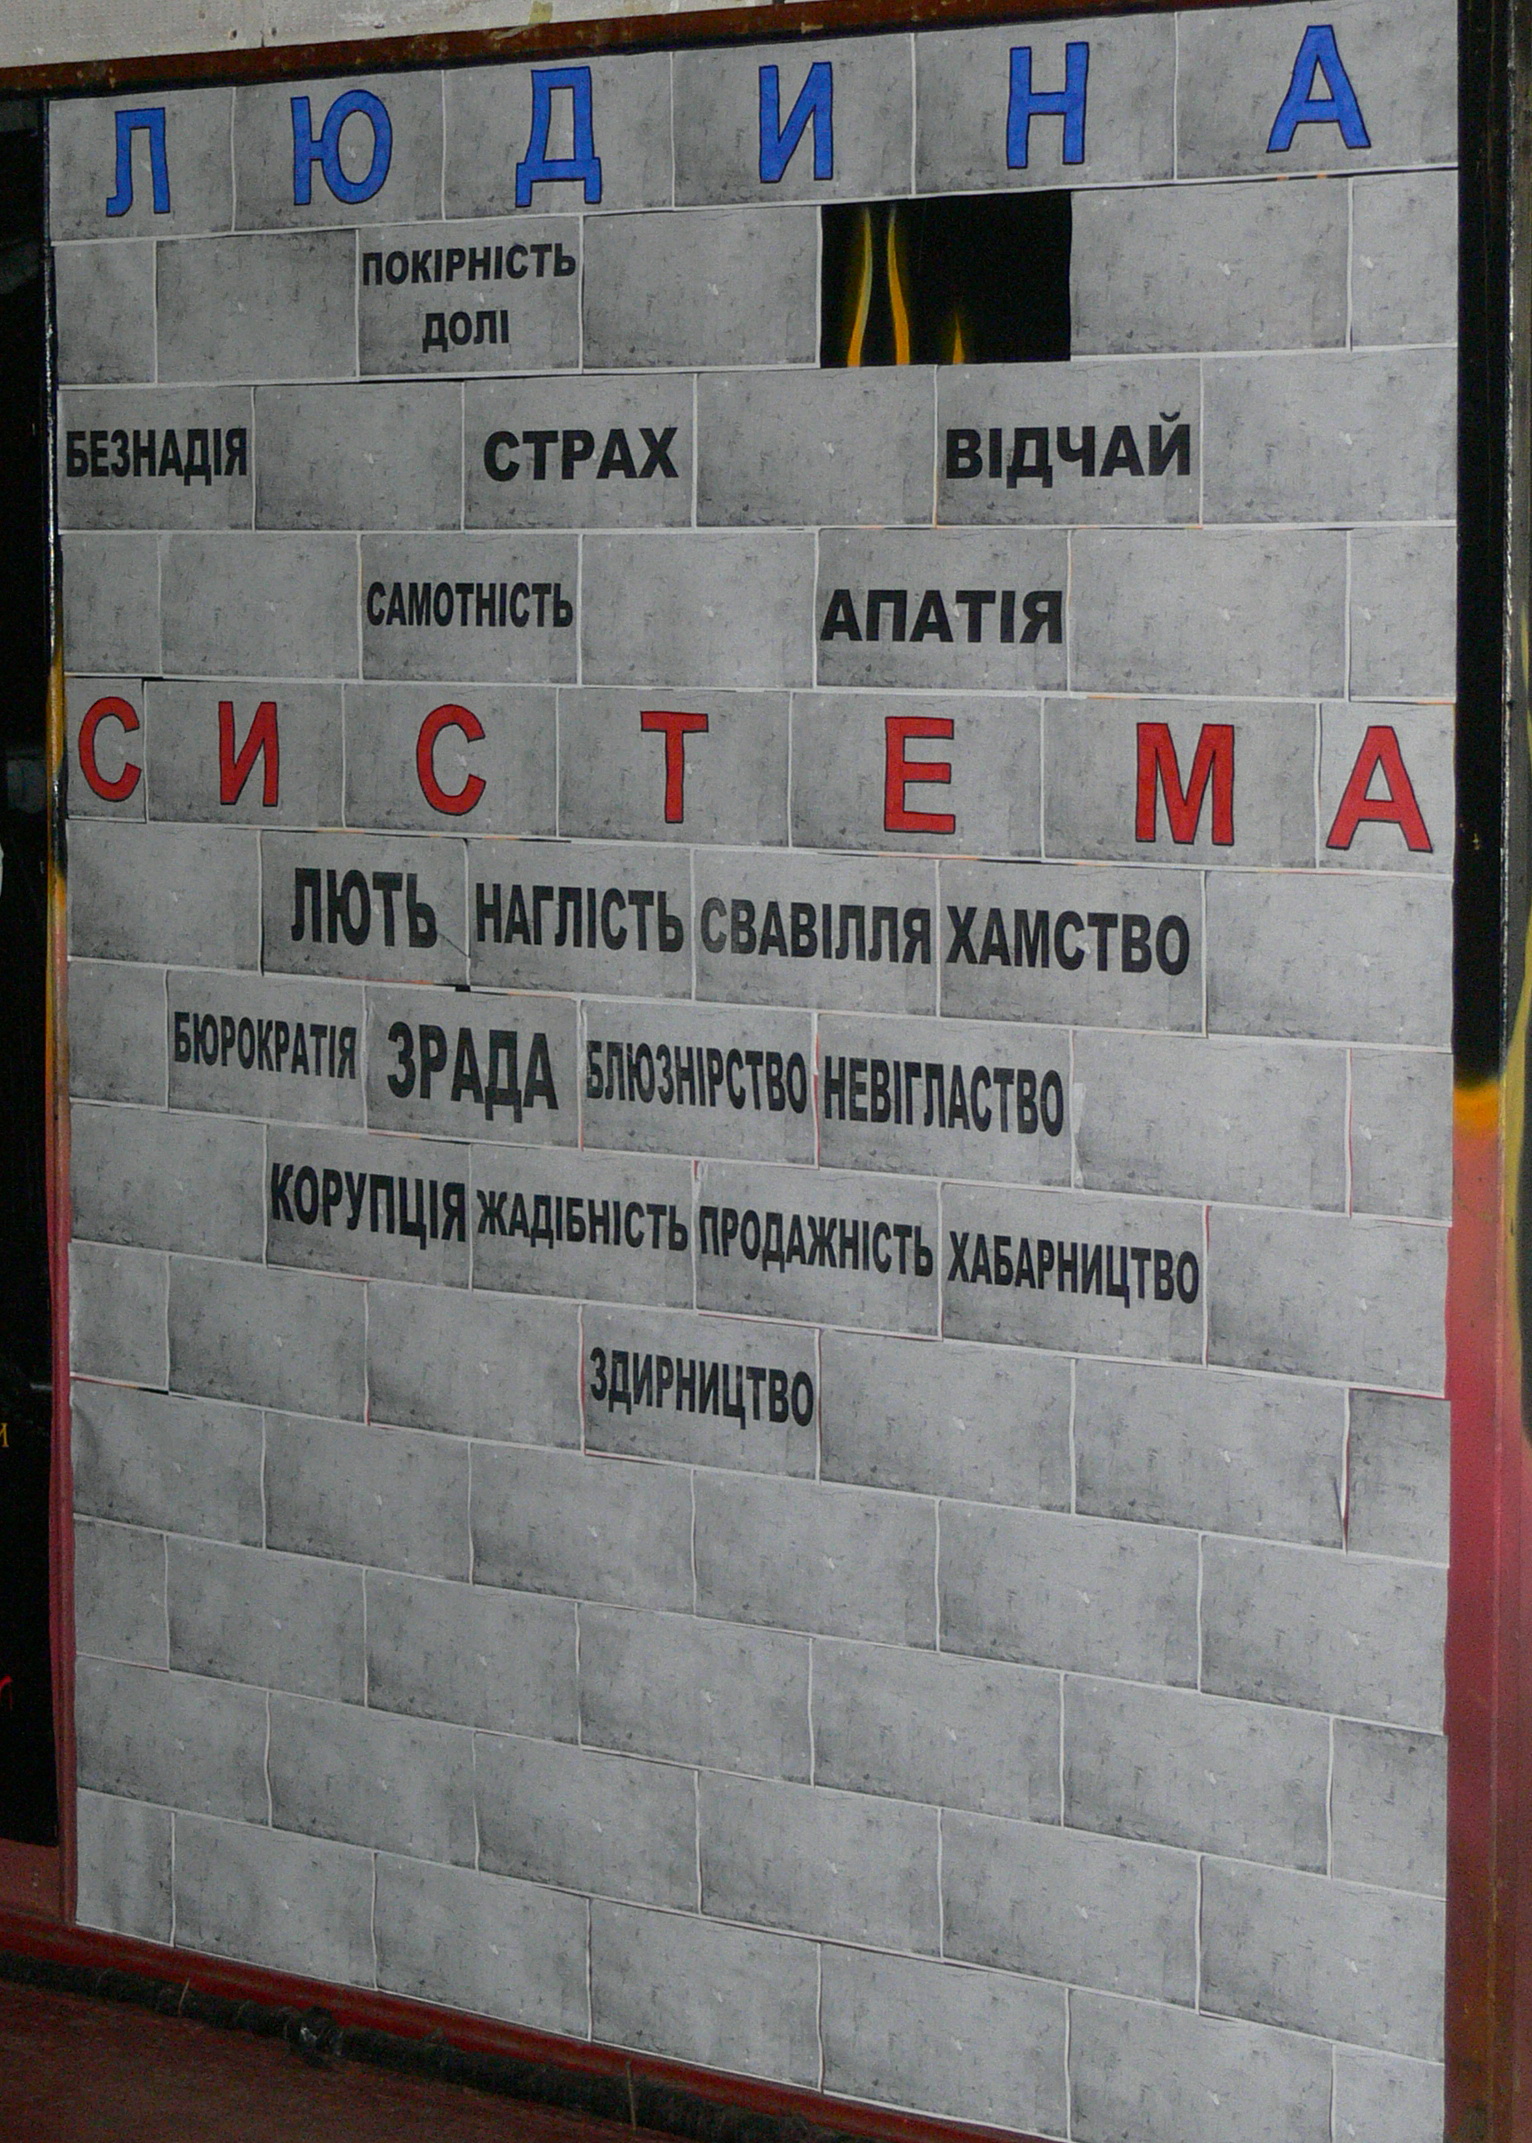 ЛЮДИНА
ПОКІРНІСТЬ
ДОЛІ
БЕЗНАДІЯ СТРАХ ВІДЧАЙ
САМОТНІСТЬ АПАТІЯ
СИСТЕМА
ЛЮТЬ НАГЛІСТЬ СВАВІЛЛЯ ХАМСТВО
БЮРОКРАТІЯ ЗРАДА БЛЮЗНІРСТВО НЕВІГЛАСТВО
КОРУПЦІЯ ЖАДІБНІСТЬ ПРОДАЖНІСТЬ ХАБАРНИЦТВО
ЗДИРНИЦТВО